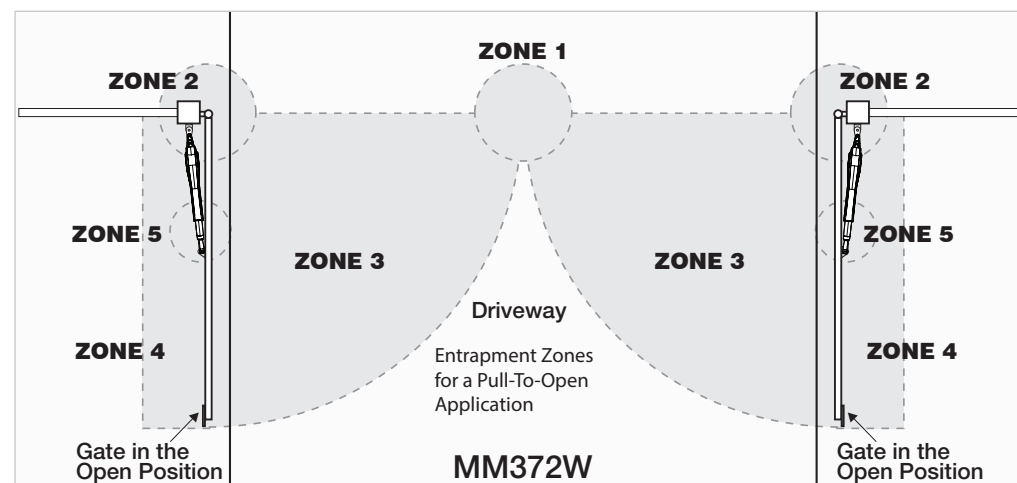 ZONE 1
ZONE 2
ZONE 2
ZONE 5
ZONE 5
ZONE 3
ZONE 3
Driveway
ZONE 4
ZONE 4
Entrapment Zones
for a Pull-To-Open
Application
Gate in the
Open Position
MM372W
Gate in the
Open Position